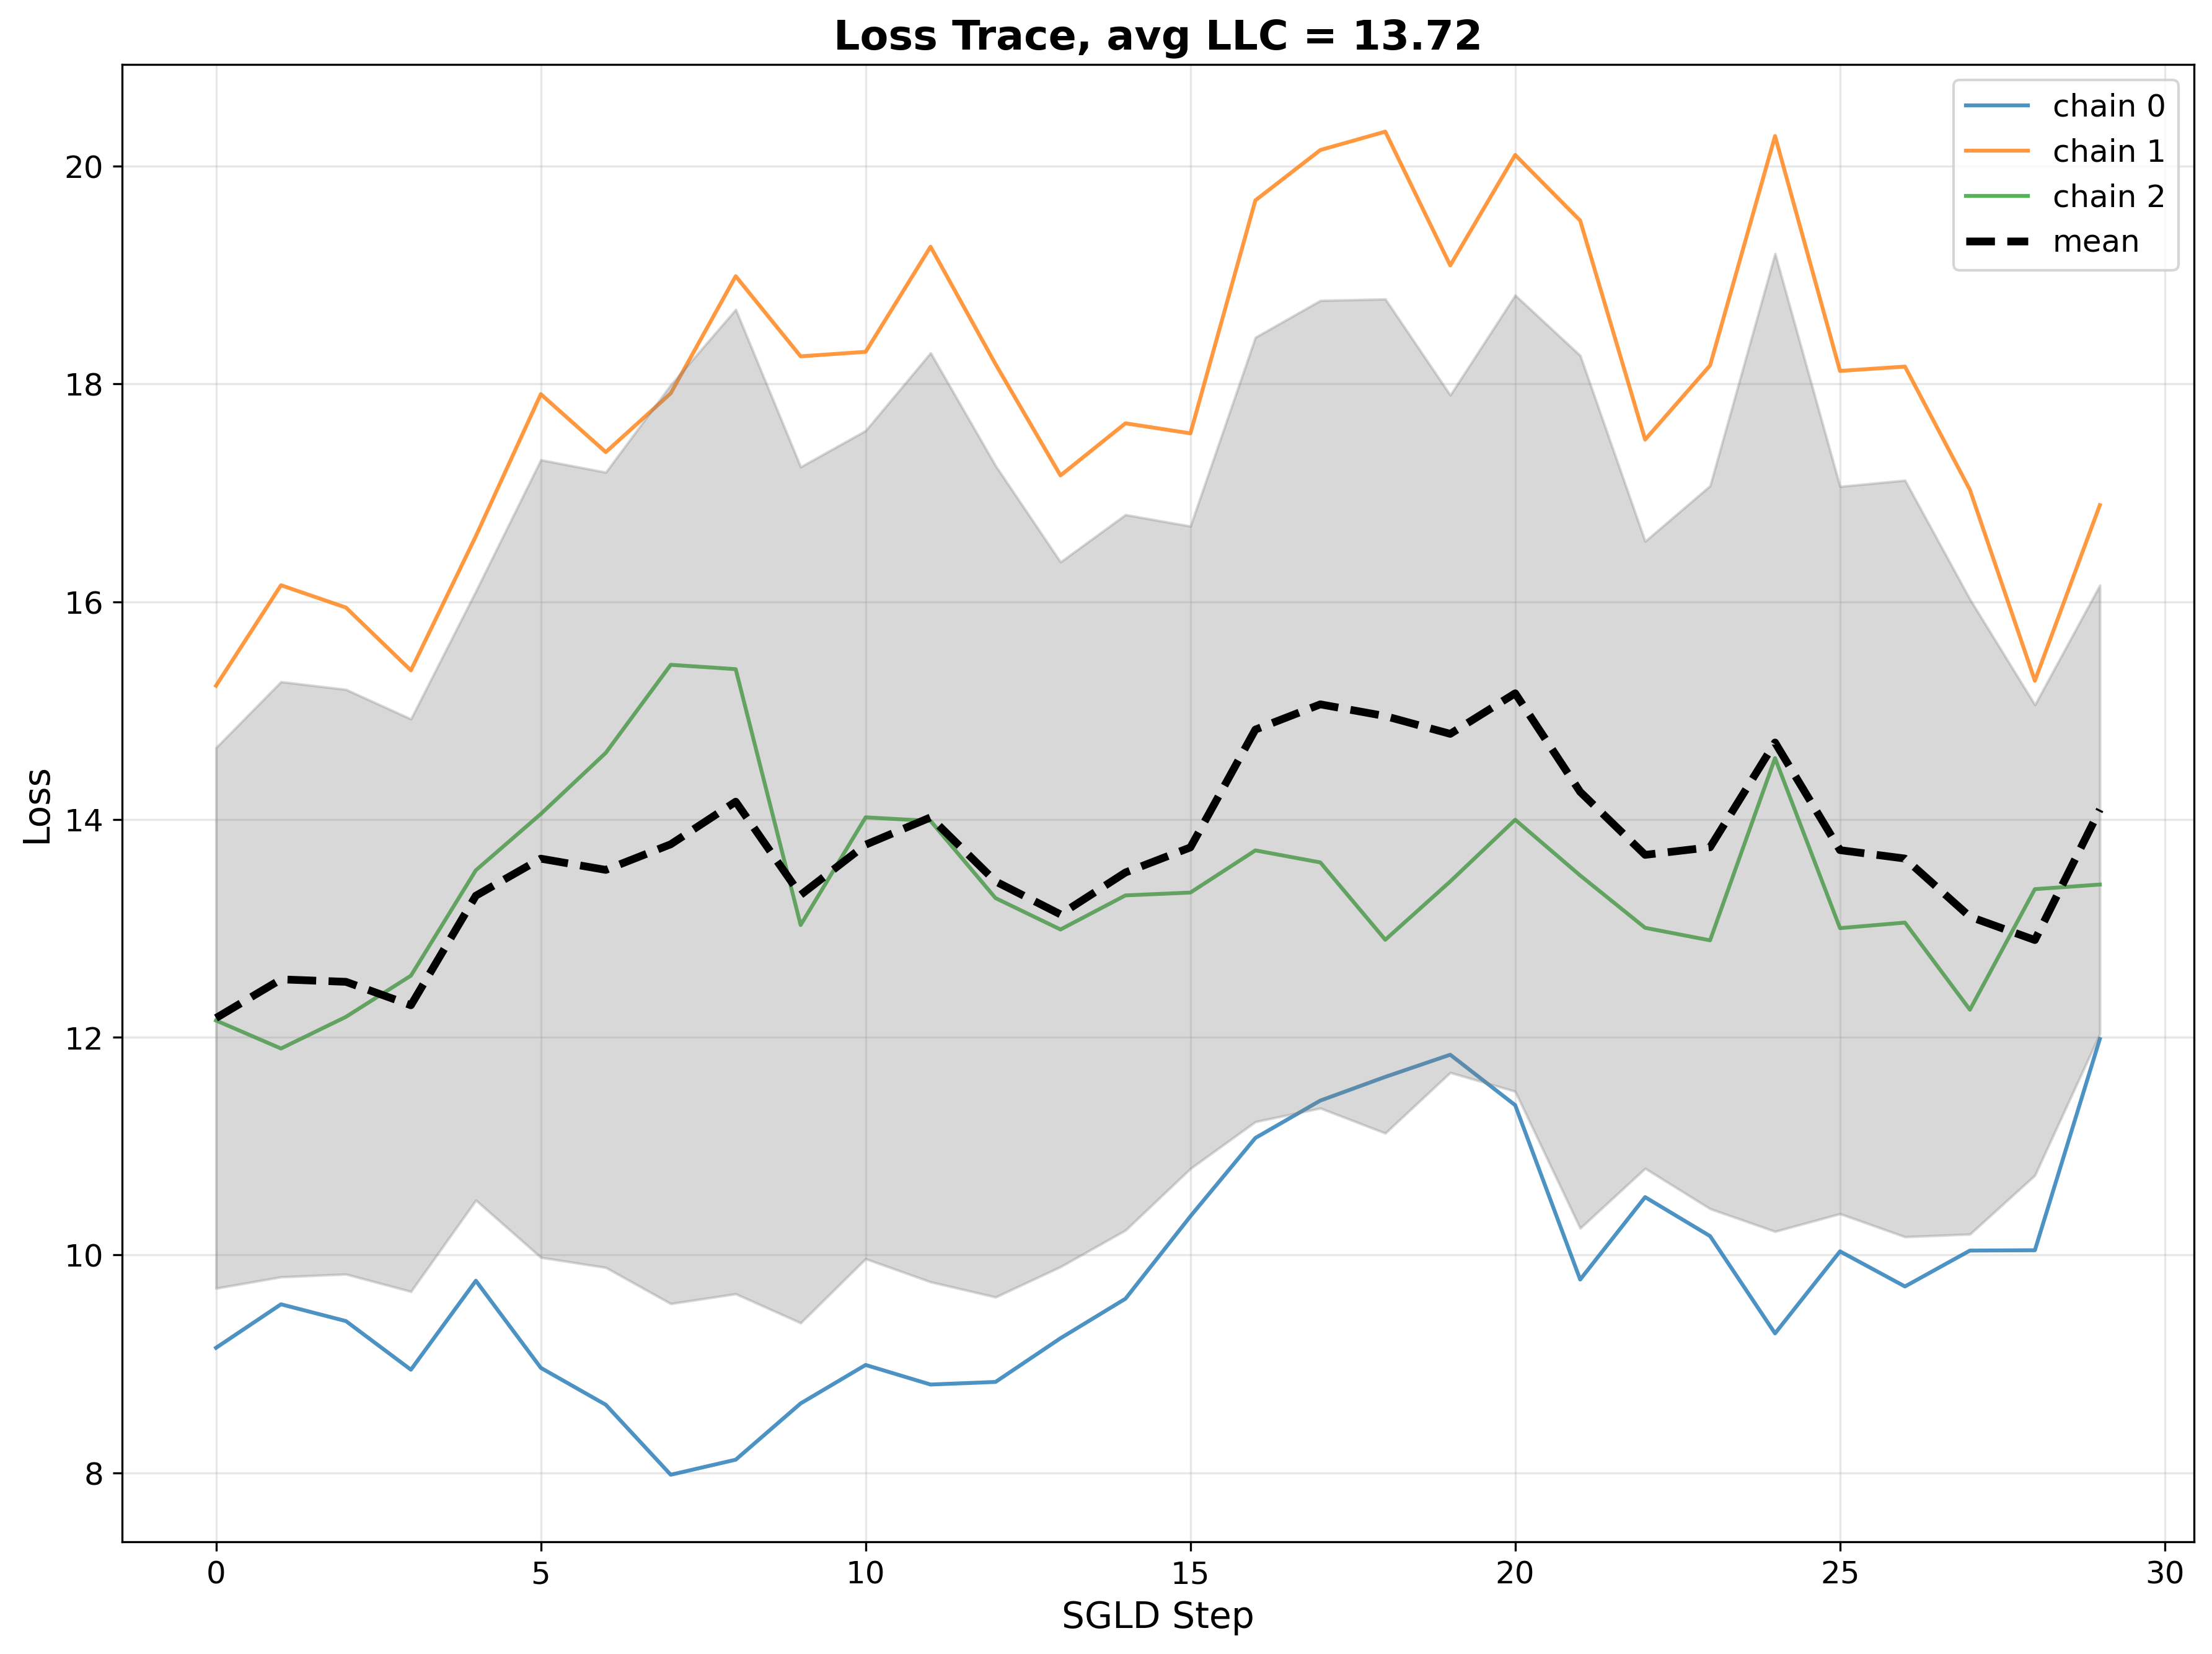 Loss Trace, avg LLC = 13.72
chain 0
chain 1
chain 2
mean
Loss
20
18
16
14
12
10
8
0 5 10 15 20 25 30
SGLD Step